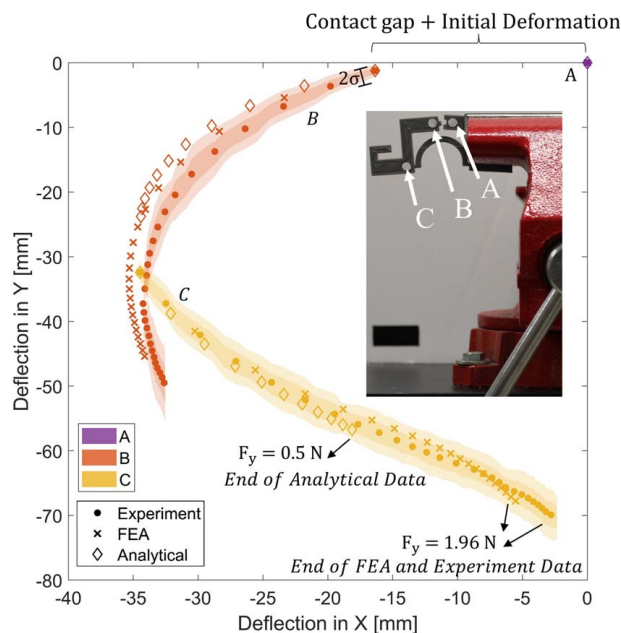 Contact gap + Initial Deformation
0
-10
-20
-30
-40
-50
-60
-70
-80
Deflection in Y [mm]
A
2σ
B
A
B
C
C
F_y = 0.5 N
End of Analytical Data
F_y = 1.96 N
End of FEA and Experiment Data
A
B
C
Experiment
FEA
Analytical
-40
-35
-30
-25
-20
-15
-10
-5
0
Deflection in X [mm]